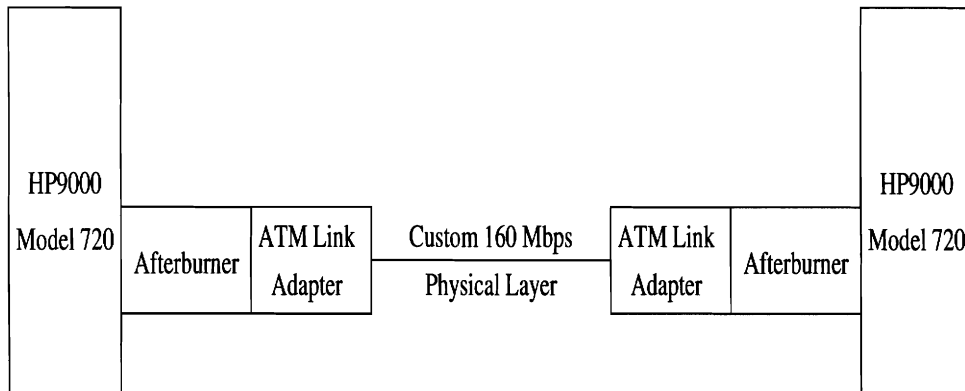 HP9000
Model 720
Afterburner
ATM Link
Adapter
Custom 160 Mbps
Physical Layer
ATM Link
Adapter
Afterburner
HP9000
Model 720